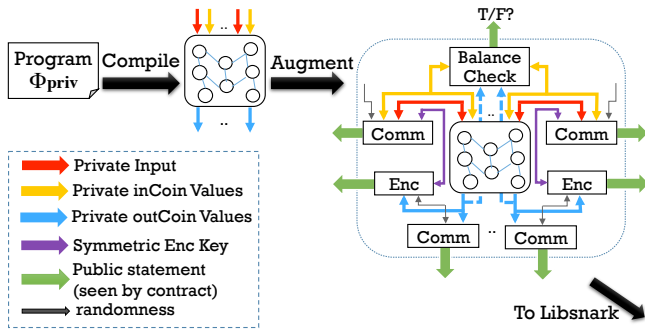 T/F?
Program
Φpriv
Compile
..
Augment
Balance
Check
..
..
Comm
Comm
Enc
Enc
..
Comm
Comm
Private Input
Private inCoin Values
Private outCoin Values
Symmetric Enc Key
Public statement
(seen by contract)
randomness
To Libsnark